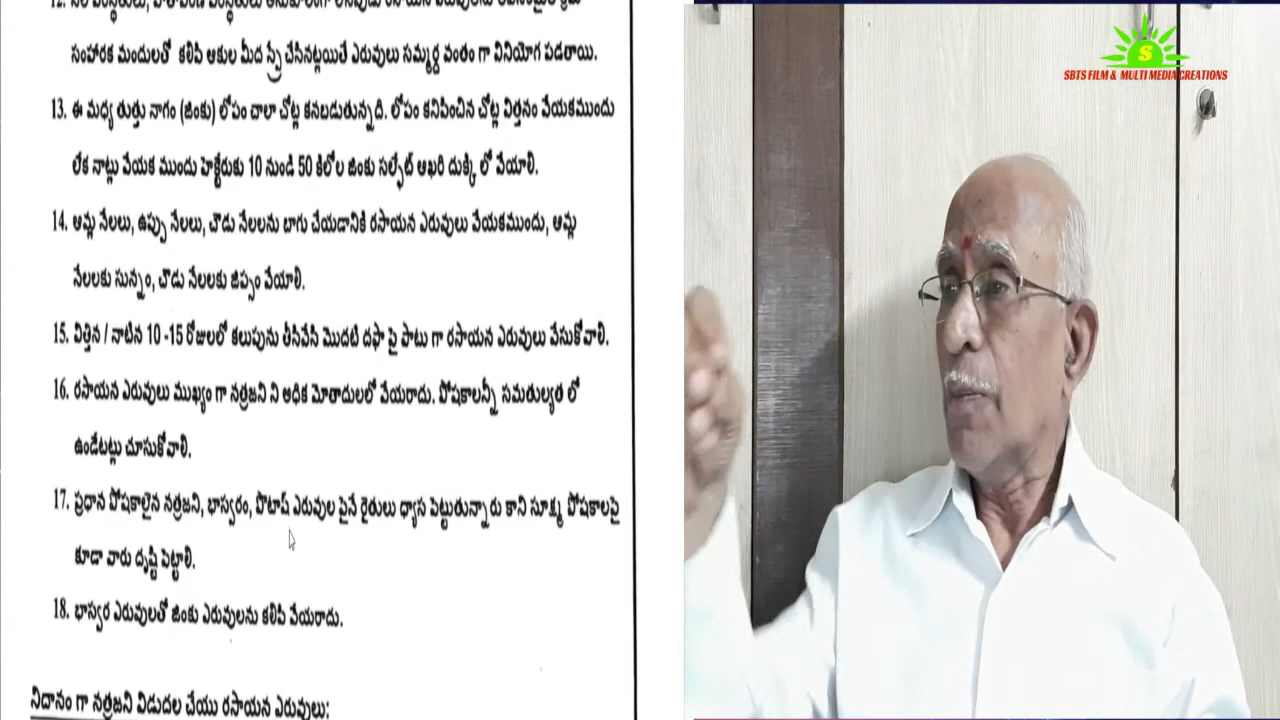 సంహారక మందులతో కలిపి ఆకుల మీద స్ప్రే చేసినట్లయితే ఎరువులు సమ్మర్ధ వంతం గా వినియోగ పడతాయి.
13. ఈ మధ్య తుత్తు నాగం (జింకు) లోపం చాలా చోట్ల కనబడుతున్నది. లోపం కనిపించిన చోట్ల విత్తనం వేయకముందు
లేక నాట్లు వేయక ముందు హెక్టేరుకు 10 నుండి 50 కిలోల జింకు సల్ఫేట్ ఆఖరి దుక్కి లో వేయాలి.
14. ఆమ్ల నేలలు, ఉప్పు నేలలు, చౌడు నేలలను బాగు చేయడానికి రసాయన ఎరువులు వేయకముందు, ఆమ్ల
నేలలకు సున్నం, చౌడు నేలలకు జిప్సం వేయాలి.
15. విత్తిన / నాటిన 10 -15 రోజులలో కలుపును తీసివేసి మొదటి దఫా పై పాటు గా రసాయన ఎరువులు వేసుకోవాలి.
16. రసాయన ఎరువులు ముఖ్యం గా నత్రజని ని అధిక మోతాదులలో వేయరాదు. పోషకాలన్నీ సమతుల్యత లో
ఉండేటట్లు చూసుకోవాలి.
17. ప్రధాన పోషకాలైన నత్రజని, భాస్వరం, పొటాష్ ఎరువుల పైనే రైతులు ధ్యాస పెట్టుతున్నారు కాని సూక్ష్మ పోషకాలపై
కూడా వారు దృష్టి పెట్టాలి.
18. భాస్వర ఎరువులతో జింకు ఎరువులను కలిపి వేయరాదు.
నిదానం గా నత్రజని విడుదల చేయు రసాయన ఎరువులు:
S
SBTS FILM & MULTI MEDIA CREATIONS